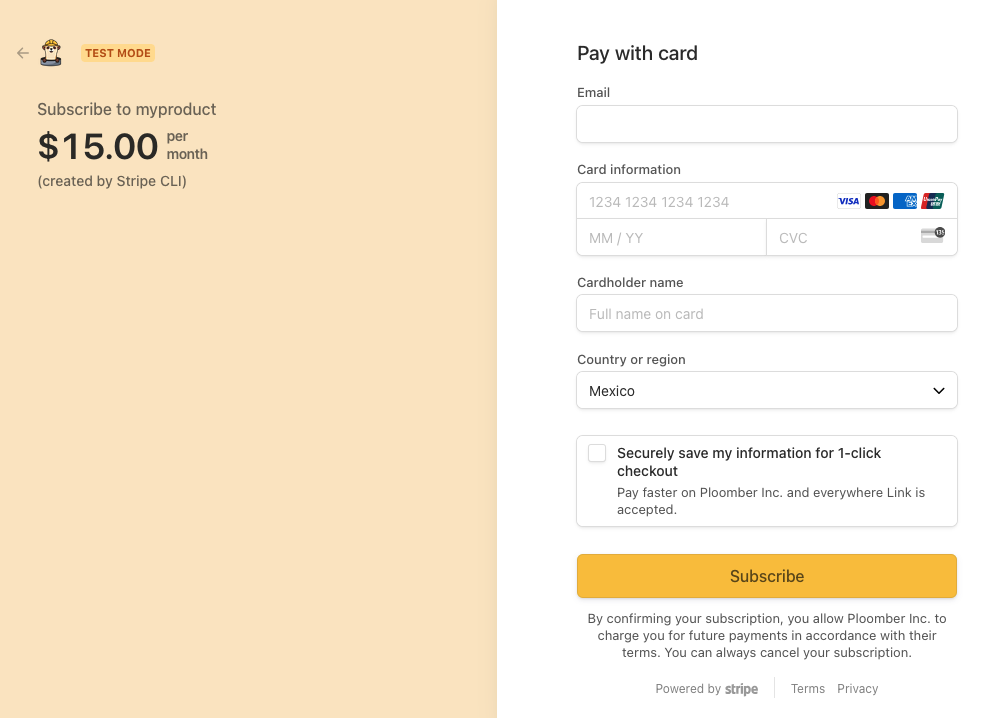 TEST MODE
Subscribe to myproduct
$15.00 per
month
(created by Stripe CLI)
Pay with card
Email
Card information
1234 1234 1234 1234
VISA
UnionPay
MM / YY
CVC
135
Cardholder name
Full name on card
Country or region
Mexico
Securely save my information for 1-click
checkout
Pay faster on Ploomber Inc. and everywhere Link is
accepted.
Subscribe
By confirming your subscription, you allow Ploomber Inc. to
charge you for future payments in accordance with their
terms. You can always cancel your subscription.
Powered by stripe
Terms Privacy